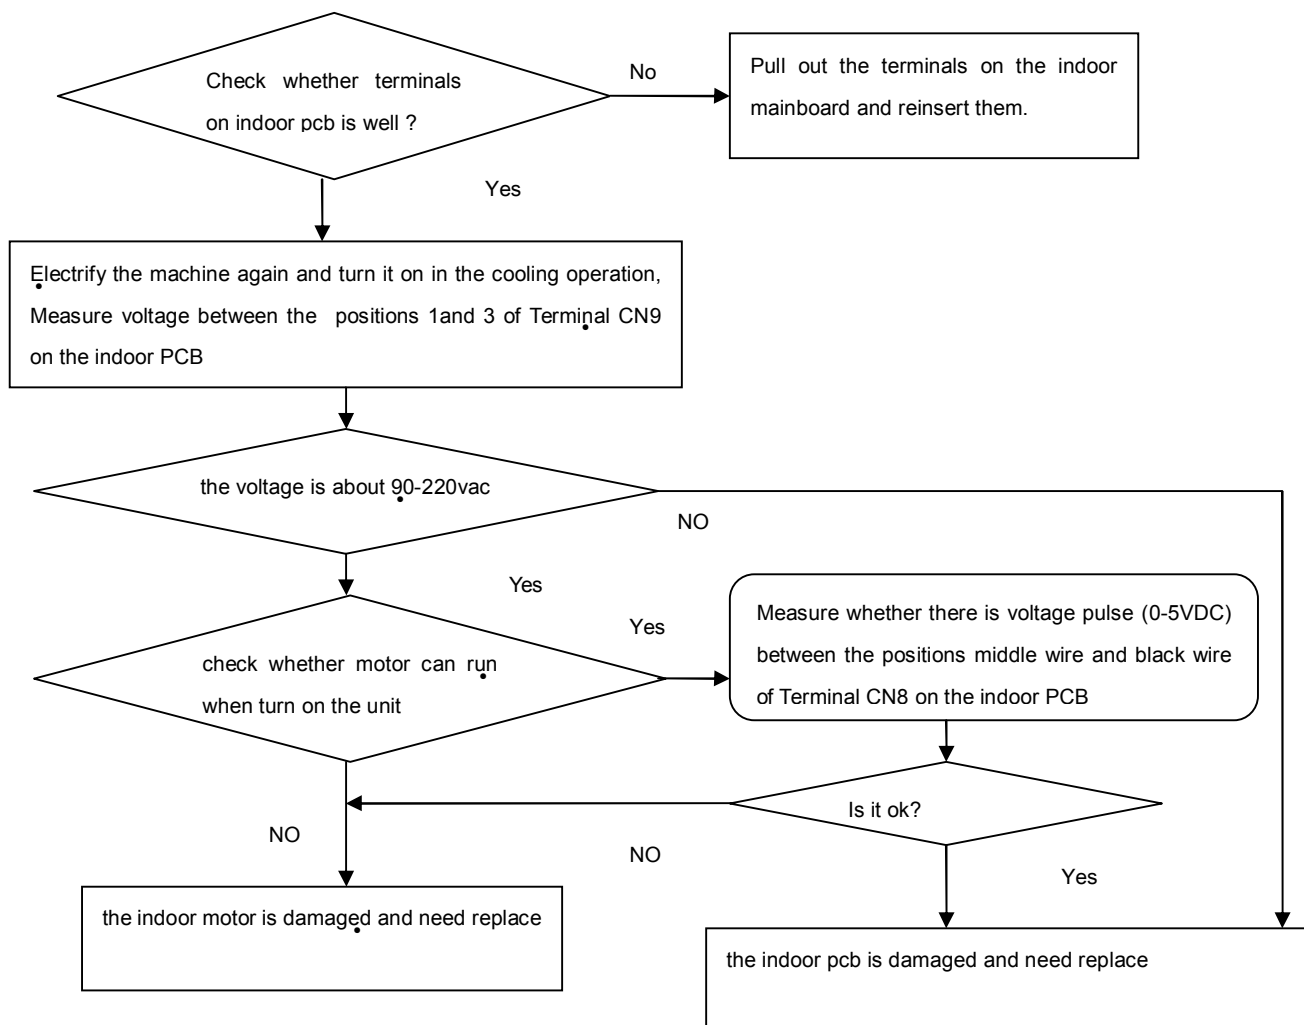 Check whether terminals
on indoor pcb is well ?
No
Pull out the terminals on the indoor
mainboard and reinsert them.
Yes
Electrify the machine again and turn it on in the cooling operation,
Measure voltage between the positions 1and 3 of Terminal CN9
on the indoor PCB
the voltage is about 90-220vac
NO
Yes
check whether motor can run
when turn on the unit
Yes
Measure whether there is voltage pulse (0-5VDC)
between the positions middle wire and black wire
of Terminal CN8 on the indoor PCB
Is it ok?
NO
NO
Yes
the indoor motor is damaged and need replace
the indoor pcb is damaged and need replace